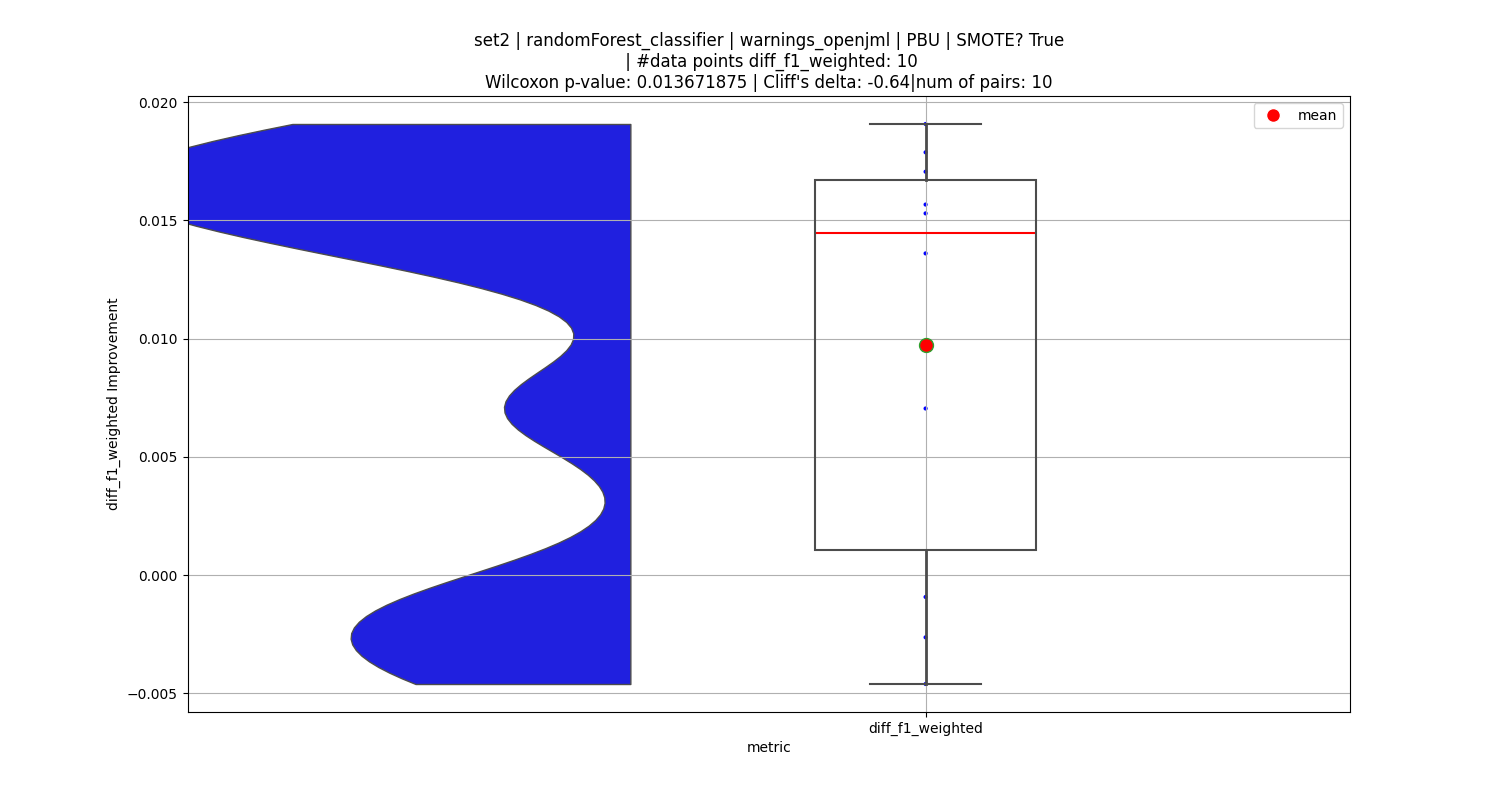 set2 | randomForest_classifier | warnings_openjml | PBU | SMOTE? True
| #data points diff_f1_weighted: 10
Wilcoxon p-value: 0.013671875 | Cliff's delta: -0.64|num of pairs: 10
mean
0.020
0.015
0.010
0.005
0.000
−0.005
diff_f1_weighted Improvement
diff_f1_weighted
metric